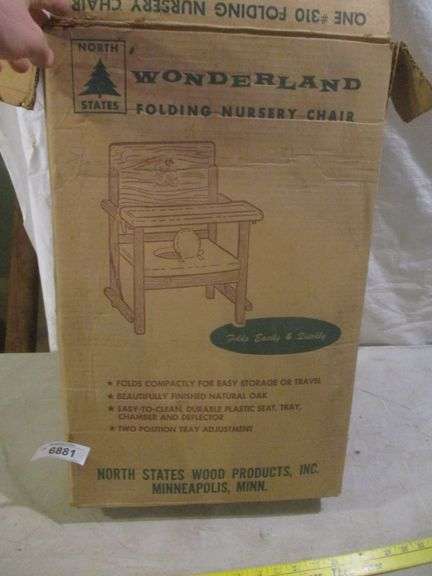 ONE #310 FOLDING NURSERY CHAIR
NORTH
STATES
WONDERLAND
FOLDING NURSERY CHAIR
Folds Easily & Quickly
★ FOLDS COMPACTLY FOR EASY STORAGE OR TRAVEL
★ BEAUTIFULLY FINISHED NATURAL OAK
★ EASY-TO-CLEAN, DURABLE PLASTIC SEAT, TRAY,
CHAMBER AND DEFLECTOR
★ TWO POSITION TRAY ADJUSTMENT
6881
NORTH STATES WOOD PRODUCTS, INC.
MINNEAPOLIS, MINN.